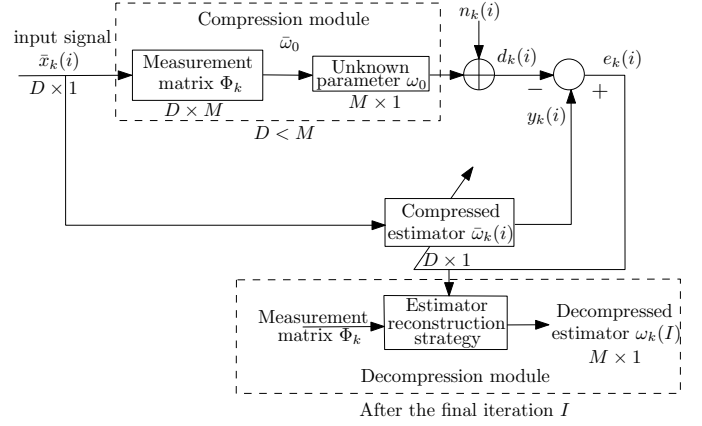 Compression module
n_k(i)
input signal
x̄_k(i)
D × 1
Measurement
matrix Φ_k
D × M
ω̄_0
Unknown
parameter ω_0
M × 1
D < M
d_k(i)
−
e_k(i)
+
y_k(i)
Compressed
estimator ω̄_k(i)
D × 1
Measurement
matrix Φ_k
Estimator
reconstruction
strategy
Decompressed
estimator ω_k(I)
M × 1
Decompression module
After the final iteration I